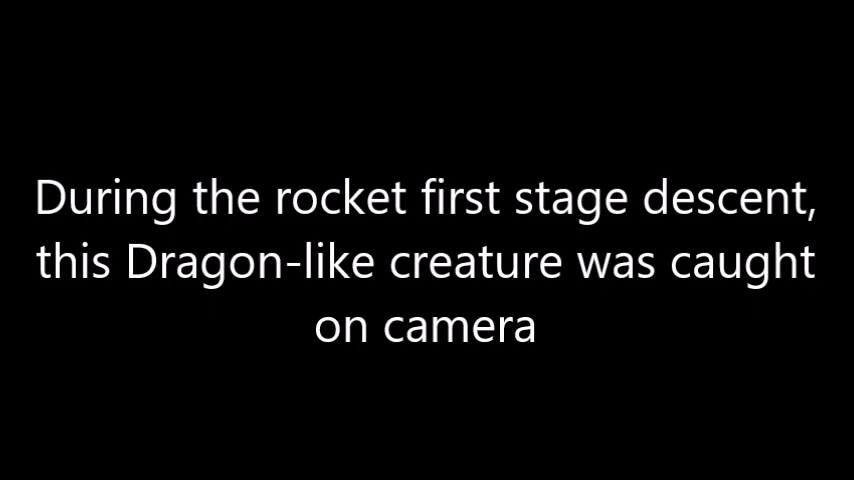 During the rocket first stage descent,
this Dragon-like creature was caught
on camera